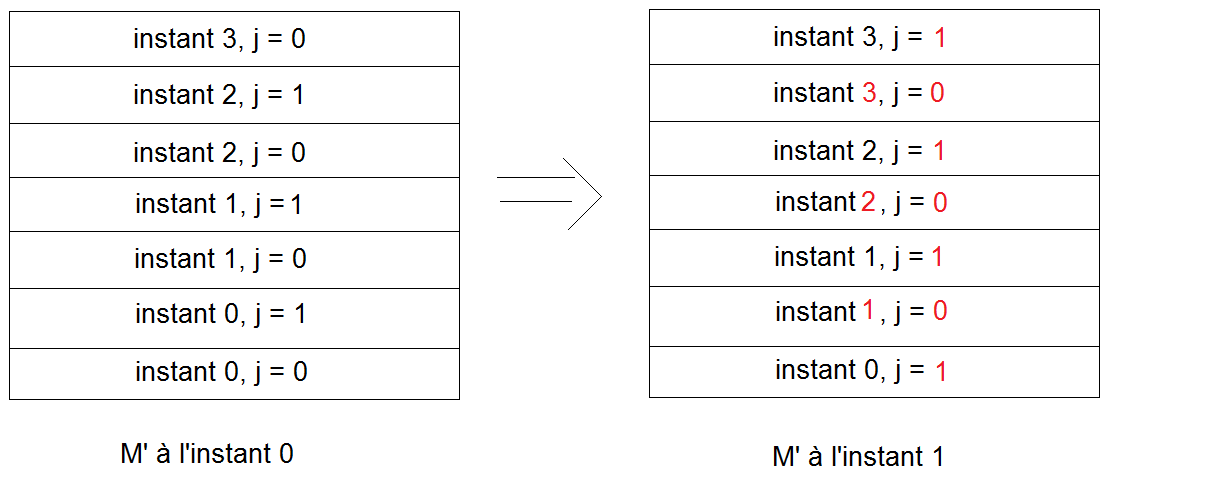 instant 3, j = 0
instant 2, j = 1
instant 2, j = 0
instant 1, j = 1
instant 1, j = 0
instant 0, j = 1
instant 0, j = 0
M' à l'instant 0
instant 3, j = 1
instant 3, j = 0
instant 2, j = 1
instant 2 , j = 0
instant 1, j = 1
instant 1 , j = 0
instant 0, j = 1
M' à l'instant 1